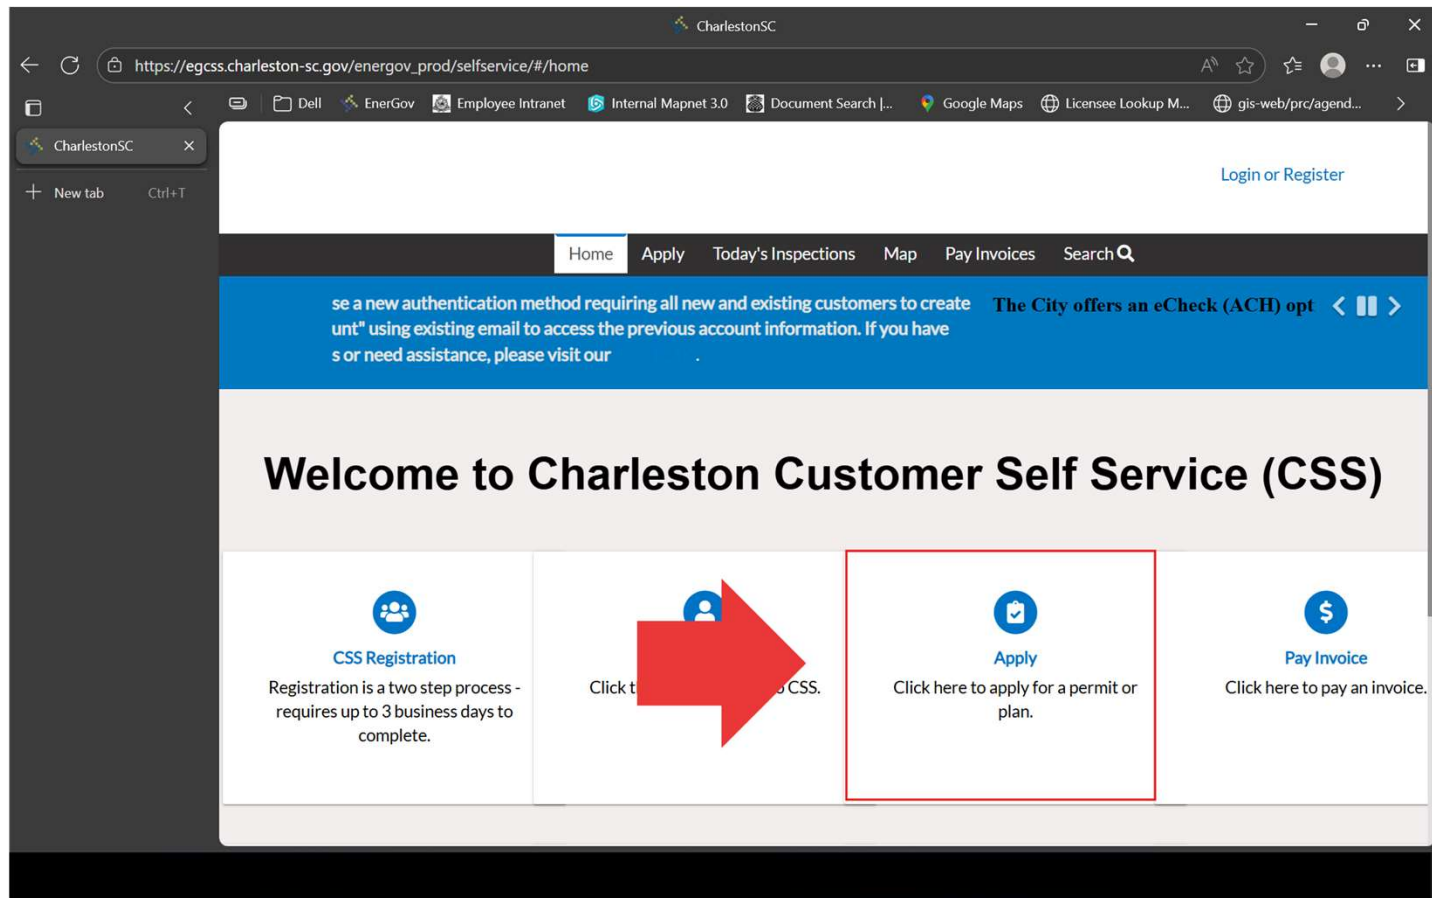 CharlestonSC
https://egcss.charleston-sc.gov/energov_prod/selfservice/#/home
Dell
EnerGov
Employee Intranet
Internal Mapnet 3.0
Document Search |...
Google Maps
Licensee Lookup M...
gis-web/prc/agend...
CharlestonSC
New tab Ctrl+T
Login or Register
Home Apply Today's Inspections Map Pay Invoices Search
se a new authentication method requiring all new and existing customers to create
unt" using existing email to access the previous account information. If you have
s or need assistance, please visit our .
The City offers an eCheck (ACH) opt
Welcome to Charleston Customer Self Service (CSS)
CSS Registration
Registration is a two step process -
requires up to 3 business days to
complete.
Click CSS.
Apply
Click here to apply for a permit or
plan.
Pay Invoice
Click here to pay an invoice.